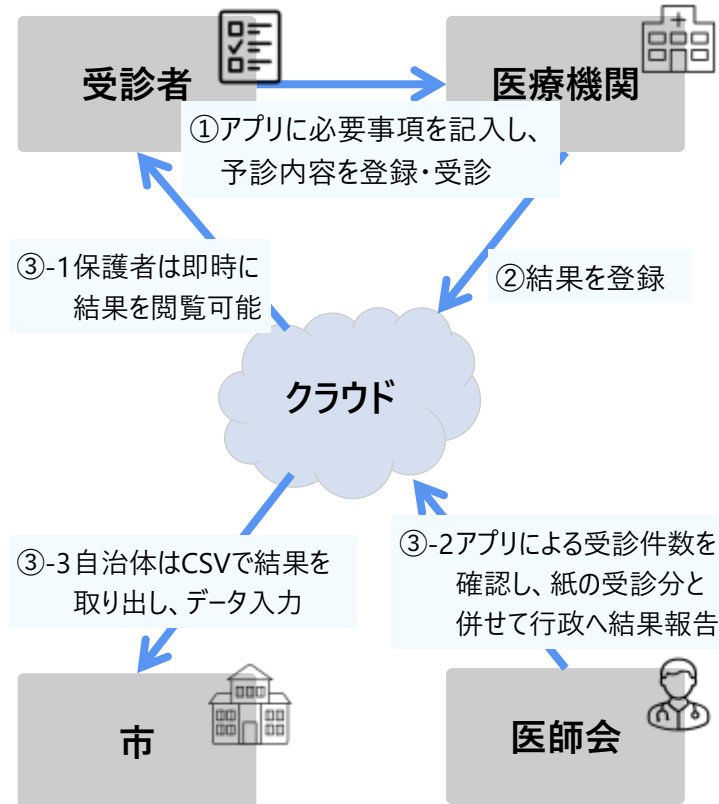 受診者
医療機関
①アプリに必要事項を記入し、
予診内容を登録・受診
③-1保護者は即時に
結果を閲覧可能
②結果を登録
クラウド
③-3自治体はCSVで結果を
取り出し、データ入力
③-2アプリによる受診件数を
確認し、紙の受診分と
併せて行政へ結果報告
市
医師会